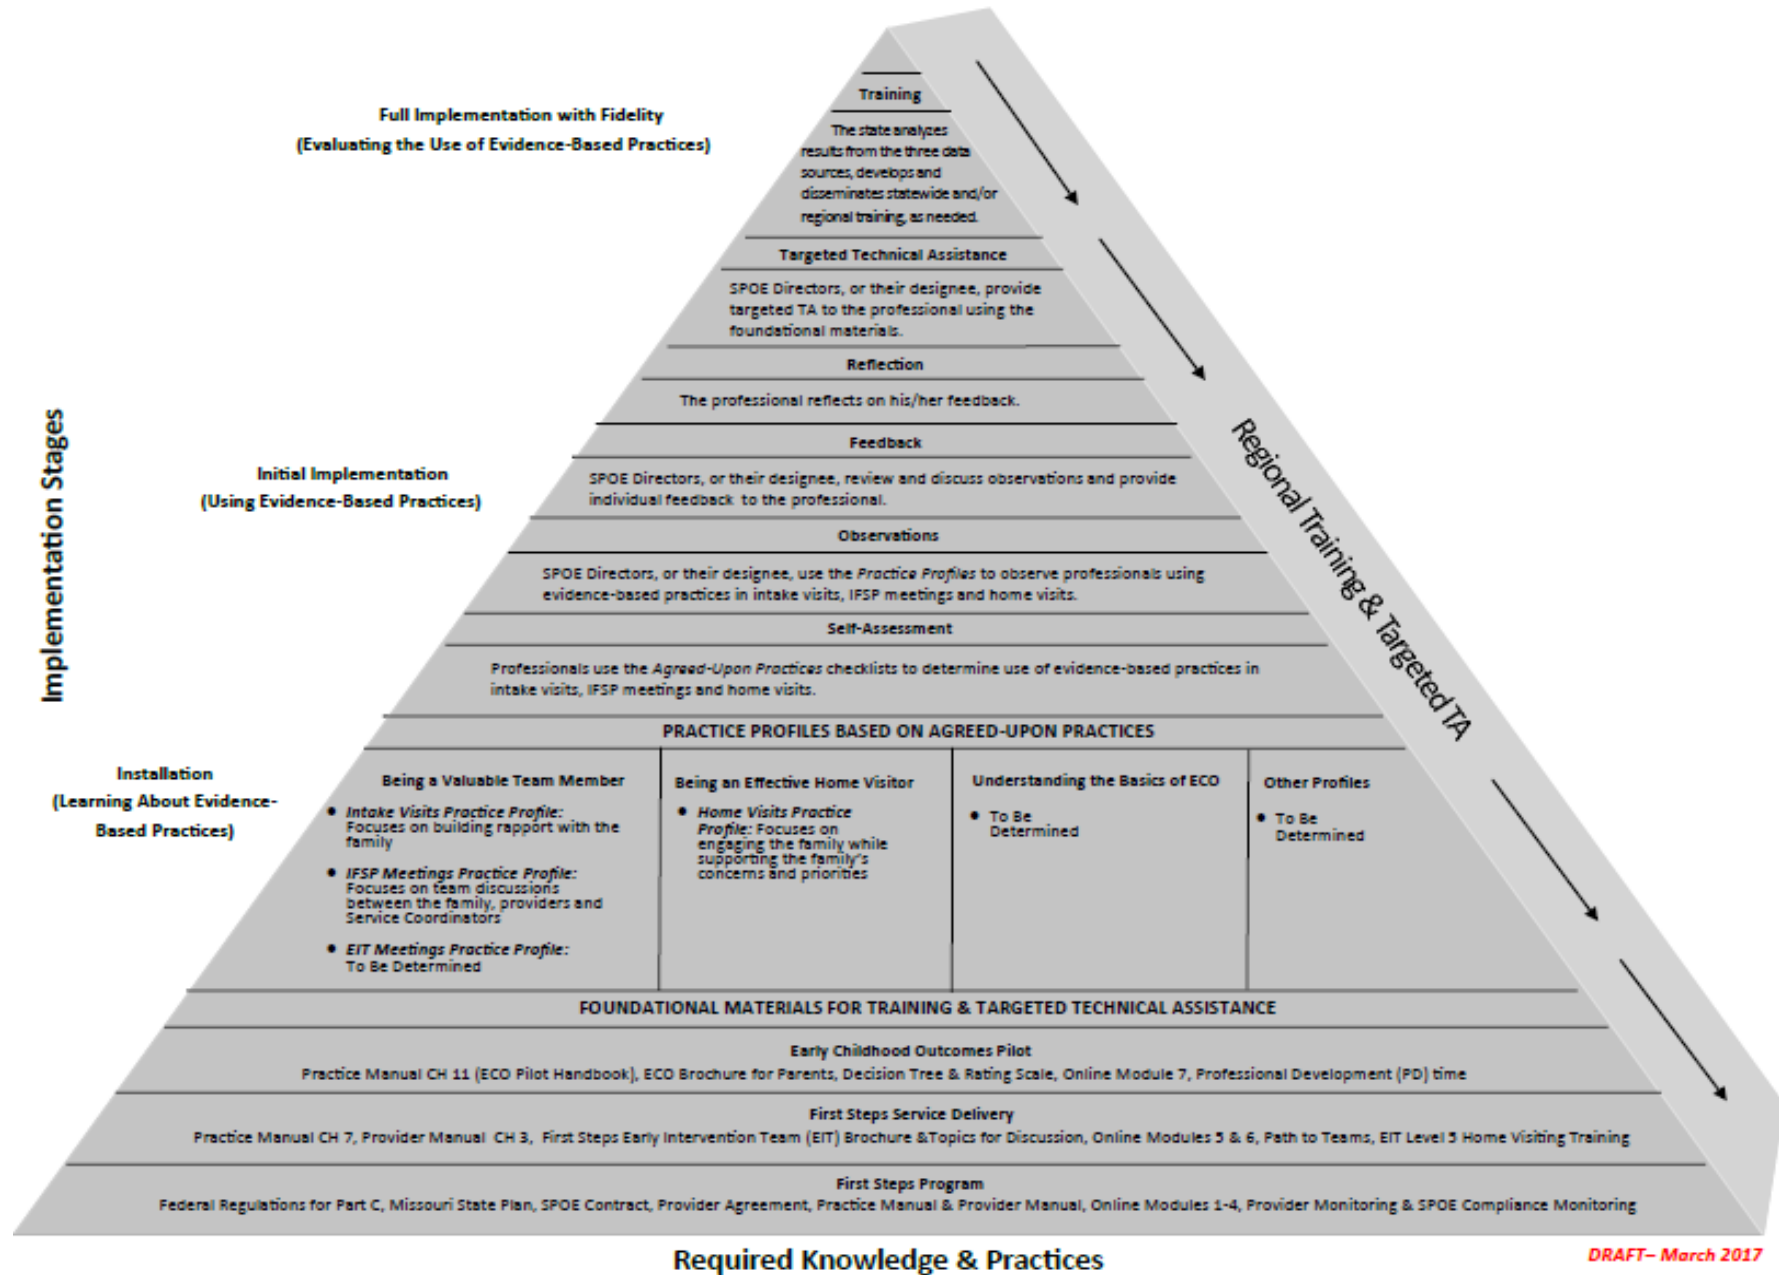 Training
Full Implementation with Fidelity
(Evaluating the Use of Evidence-Based Practices)
The state analyzes
results from the three data
sources, develops and
disseminates statewide and/or
regional training, as needed.
Targeted Technical Assistance
SPOE Directors, or their designee, provide
targeted TA to the professional using the
foundational materials.
Reflection
The professional reflects on his/her feedback.
Feedback
Initial Implementation
(Using Evidence-Based Practices)
SPOE Directors, or their designee, review and discuss observations and provide
individual feedback to the professional.
Observations
SPOE Directors, or their designee, use the Practice Profiles to observe professionals using
evidence-based practices in intake visits, IFSP meetings and home visits.
Self-Assessment
Professionals use the Agreed-Upon Practices checklists to determine use of evidence-based practices in
intake visits, IFSP meetings and home visits.
Implementation Stages
Regional Training & Targeted TA
PRACTICE PROFILES BASED ON AGREED-UPON PRACTICES
Installation
(Learning About Evidence-
Based Practices)
Being a Valuable Team Member
• Intake Visits Practice Profile:
Focuses on building rapport with the
family
• IFSP Meetings Practice Profile:
Focuses on team discussions
between the family, providers and
Service Coordinators
• EIT Meetings Practice Profile:
To Be Determined
Being an Effective Home Visitor
• Home Visits Practice
Profile: Focuses on
engaging the family while
supporting the family's
concerns and priorities
Understanding the Basics of ECO
• To Be
Determined
Other Profiles
• To Be
Determined
FOUNDATIONAL MATERIALS FOR TRAINING & TARGETED TECHNICAL ASSISTANCE
Early Childhood Outcomes Pilot
Practice Manual CH 11 (ECO Pilot Handbook), ECO Brochure for Parents, Decision Tree & Rating Scale, Online Module 7, Professional Development (PD) time
First Steps Service Delivery
Practice Manual CH 7, Provider Manual CH 3, First Steps Early Intervention Team (EIT) Brochure &Topics for Discussion, Online Modules 5 & 6, Path to Teams, EIT Level 5 Home Visiting Training
First Steps Program
Federal Regulations for Part C, Missouri State Plan, SPOE Contract, Provider Agreement, Practice Manual & Provider Manual, Online Modules 1-4, Provider Monitoring & SPOE Compliance Monitoring
Required Knowledge & Practices
DRAFT– March 2017